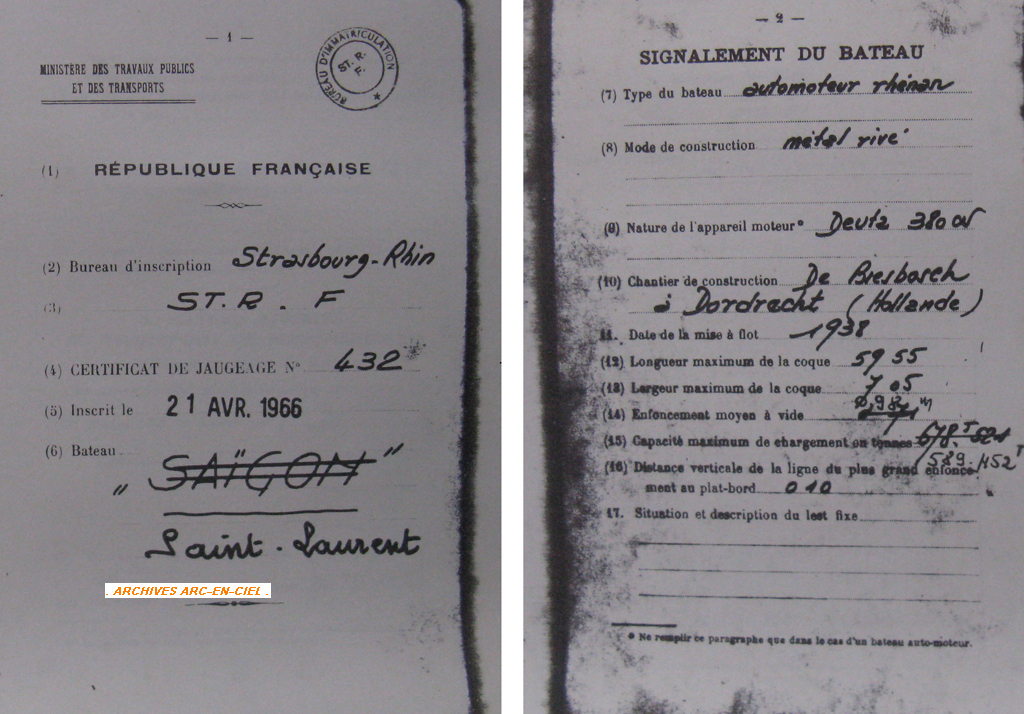 — 1 —
MINISTÈRE DES TRAVAUX PUBLICS
ET DES TRANSPORTS
BUREAU D'IMMATRICULATION
ST. R.
F.
(1) RÉPUBLIQUE FRANÇAISE
(2) Bureau d'inscription Strasbourg-Rhin
(3) ST. R. F
(4) CERTIFICAT DE JAUGEAGE N° 432
(5) Inscrit le 21 AVR. 1966
(6) Bateau
" SAÏGON "
Saint-Laurent
. ARCHIVES ARC-EN-CIEL .
— 2 —
SIGNALEMENT DU BATEAU
(7) Type du bateau automoteur rhénan
(8) Mode de construction métal rivé
(9) Nature de l'appareil moteur* Deutz 380 cv
(10) Chantier de construction De Biesbosch
à Dordrecht (Hollande)
11. Date de la mise à flot 1938
(12) Longueur maximum de la coque 59 55
(13) Largeur maximum de la coque 7 05
(14) Enfoncement moyen à vide
(15) Capacité maximum de chargement en tonnes 678.T
(16) Distance verticale de la ligne du plus grand enfonce-
ment au plat-bord 0 10
17. Situation et description du lest fixe
* Ne remplir ce paragraphe que dans le cas d'un bateau auto-moteur.